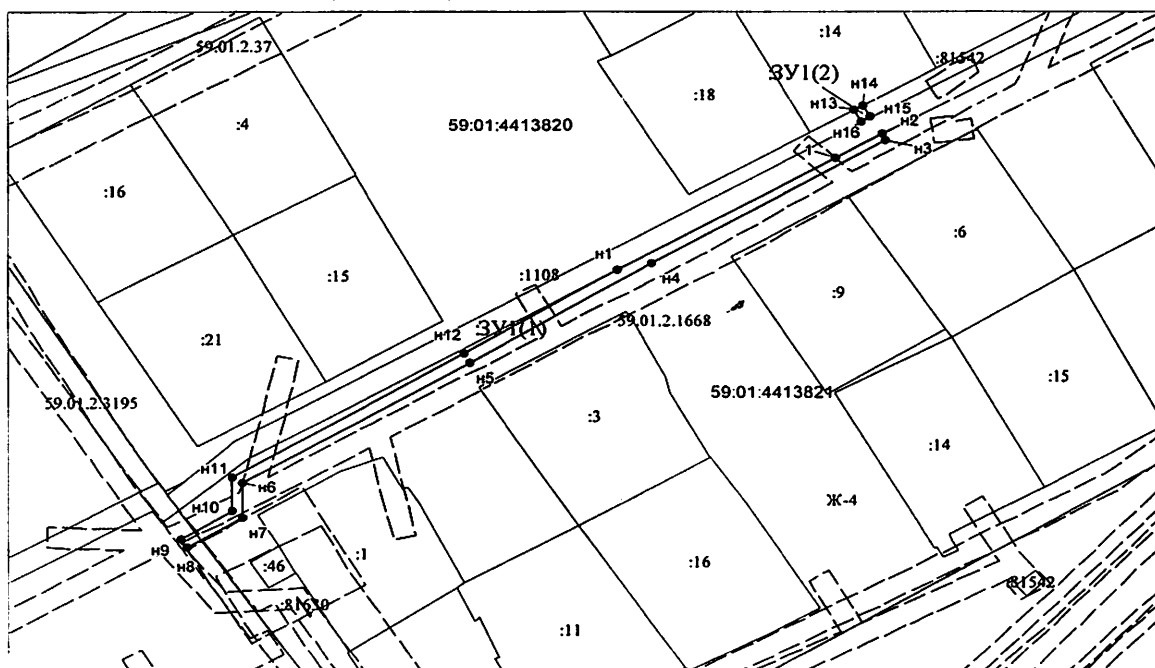 :14
59.01.2.37
:81542
ЗУ1(2)
н14
:18
н13
н15
:4
59:01:4413820
н16
н2
1
н3
:16
:6
н1
:1108
н4
:15
:9
59.01.2.1668
ЗУ1(1)
:21
н12
н5
59:01:4413821
:15
59.01.2.3195
:3
:14
н11
н6
Ж-4
н10
н7
н9
:1
:16
н8
:46
:81542
:81630
:11